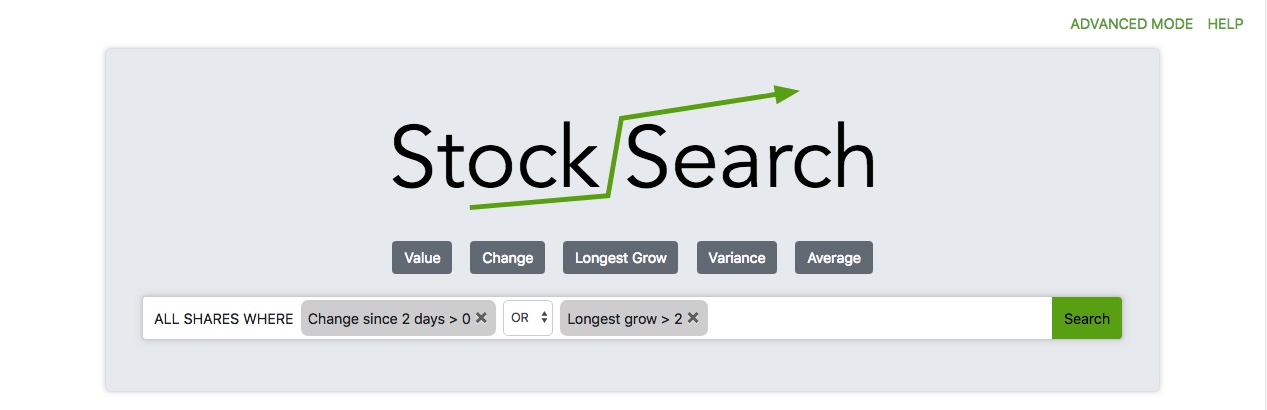 ADVANCED MODE HELP
Stock Search
Value Change Longest Grow Variance Average
ALL SHARES WHERE Change since 2 days > 0 × OR Longest grow > 2 × Search